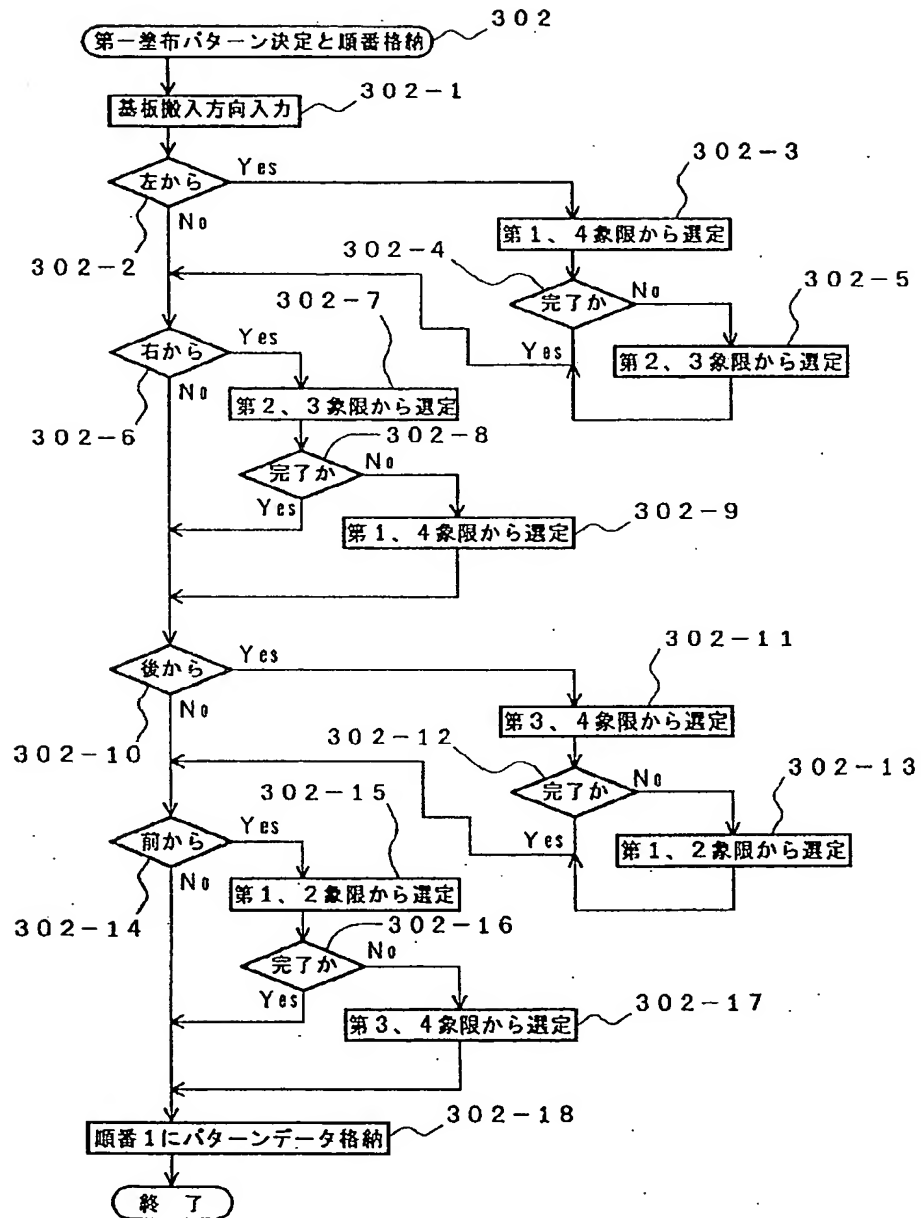 302
第一塗布パターン決定と順番格納
302-1
基板搬入方向入力
左から
Yes
No
302-2
302-3
第1、4象限から選定
302-4
完了か
No
Yes
302-5
第2、3象限から選定
右から
Yes
No
302-6
302-7
第2、3象限から選定
302-8
完了か
No
Yes
302-9
第1、4象限から選定
後から
Yes
No
302-10
302-11
第3、4象限から選定
302-12
完了か
No
Yes
302-13
第1、2象限から選定
前から
Yes
No
302-14
302-15
第1、2象限から選定
302-16
完了か
No
Yes
302-17
第3、4象限から選定
302-18
順番1にパターンデータ格納
終 了